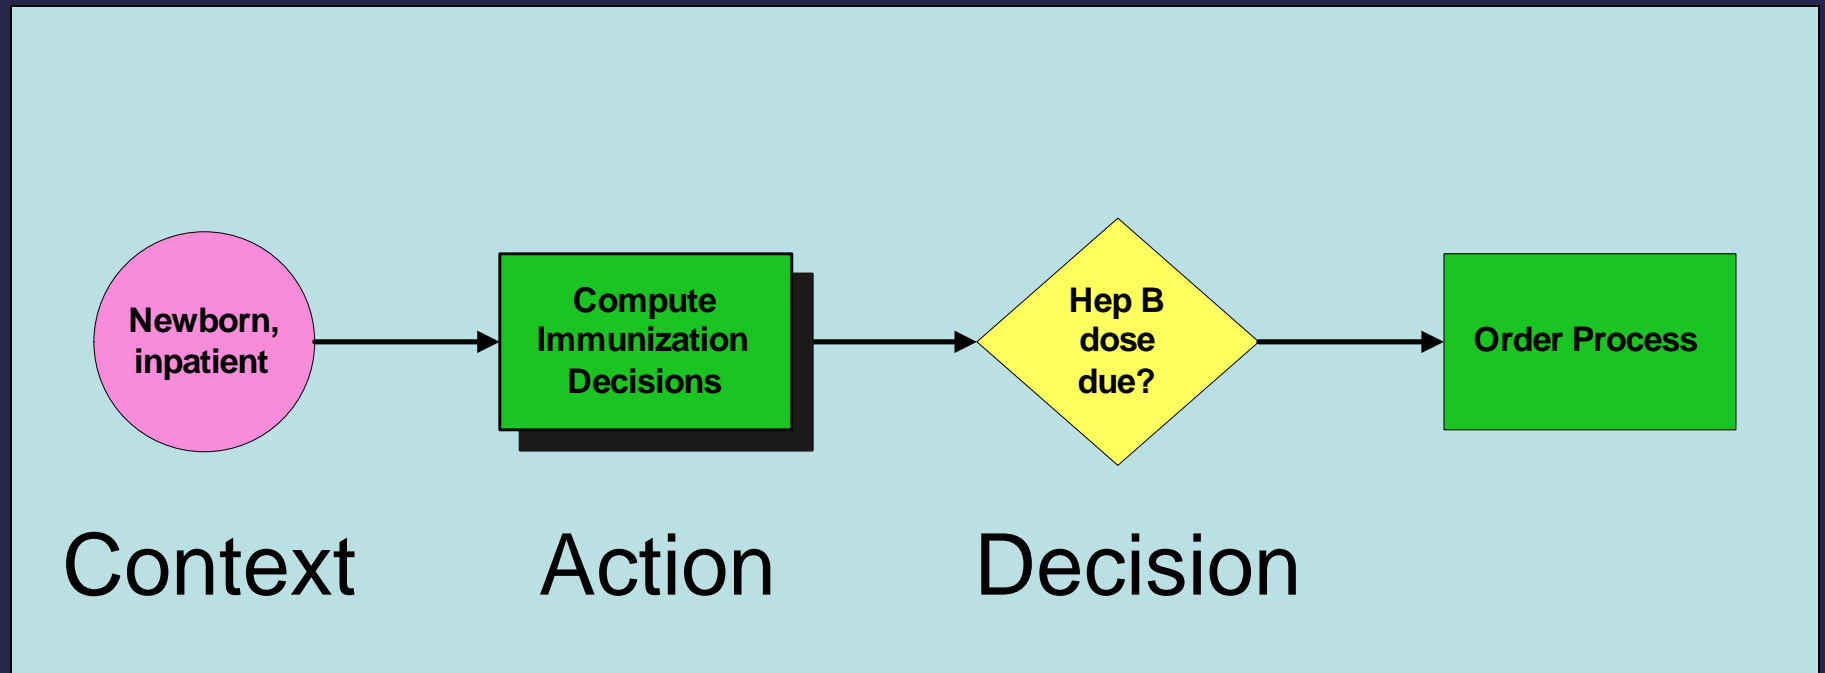 Newborn,
inpatient
Compute
Immunization
Decisions
Hep B
dose
due?
Order Process
Context
Action
Decision